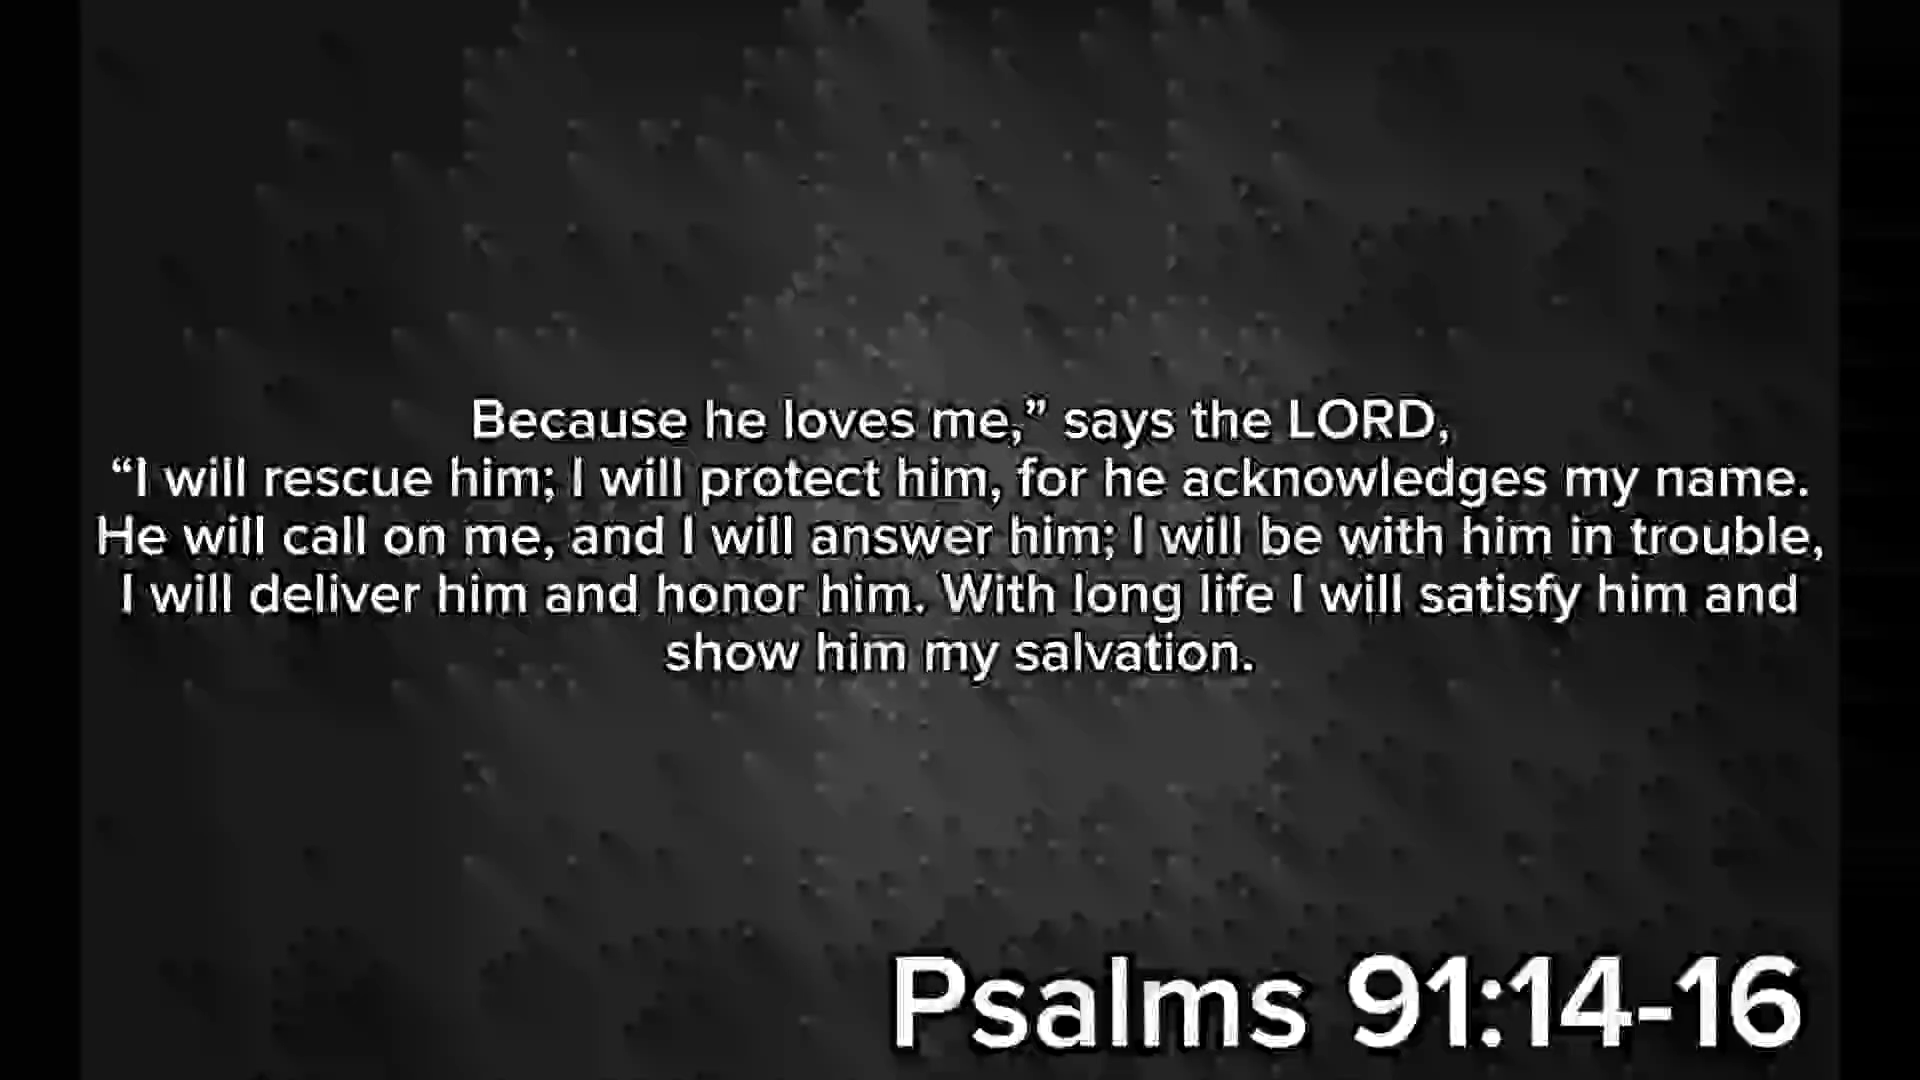 Because he loves me,” says the LORD,
“I will rescue him; I will protect him, for he acknowledges my name.
He will call on me, and I will answer him; I will be with him in trouble,
I will deliver him and honor him. With long life I will satisfy him and
show him my salvation.
Psalms 91:14-16